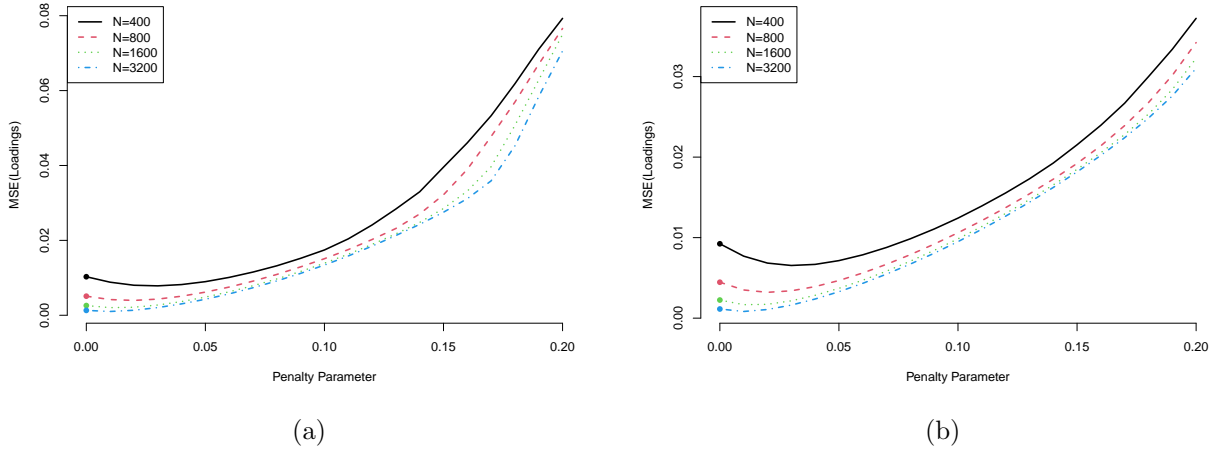 N=400
N=800
N=1600
N=3200
MSE(Loadings)
0.00
0.02
0.04
0.06
0.08
0.00
0.05
0.10
0.15
0.20
Penalty Parameter
(a)
N=400
N=800
N=1600
N=3200
MSE(Loadings)
0.00
0.01
0.02
0.03
0.00
0.05
0.10
0.15
0.20
Penalty Parameter
(b)